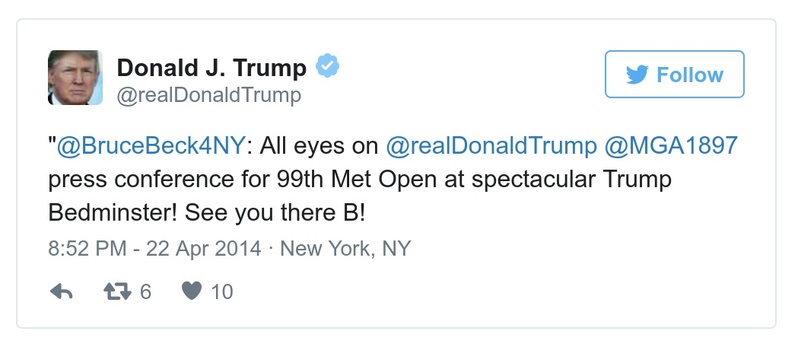 Donald J. Trump
@realDonaldTrump
Follow
"@BruceBeck4NY: All eyes on @realDonaldTrump @MGA1897
press conference for 99th Met Open at spectacular Trump
Bedminster! See you there B!
8:52 PM - 22 Apr 2014 · New York, NY
6 10